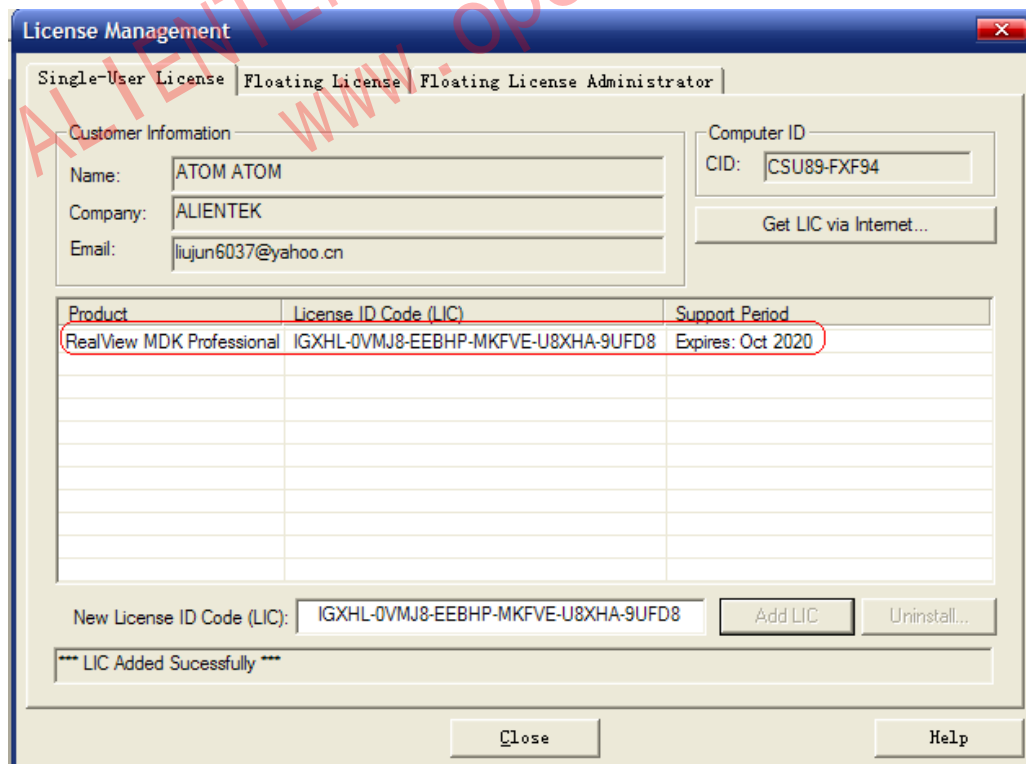 License Management
Single-User License Floating License Floating License Administrator
Customer Information
Name: ATOM ATOM
Company: ALIENTEK
Email: liujun6037@yahoo.cn
Computer ID
CID: CSU89-FXF94
Get LIC via Internet...
Product License ID Code (LIC) Support Period
RealView MDK Professional IGXHL-0VMJ8-EEBHP-MKFVE-U8XHA-9UFD8 Expires: Oct 2020
New License ID Code (LIC): IGXHL-0VMJ8-EEBHP-MKFVE-U8XHA-9UFD8 Add LIC Uninstall...
*** LIC Added Sucessfully ***
Close Help